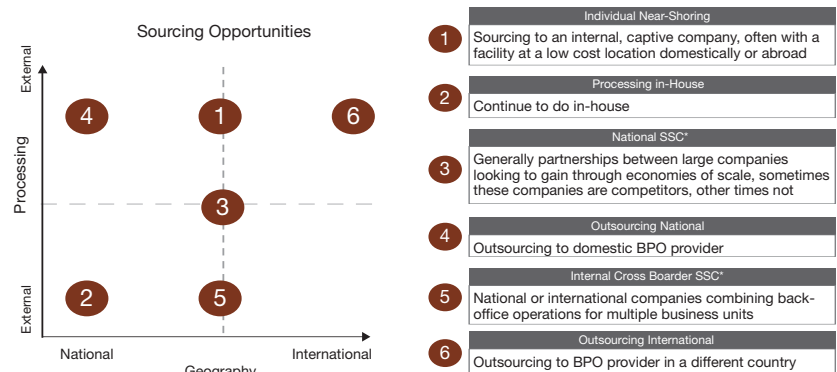 Sourcing Opportunities
External
Processing
External
4
1
6
3
2
5
National
International
Geography
Individual Near-Shoring
1
Sourcing to an internal, captive company, often with a
facility at a low cost location domestically or abroad
Processing in-House
2
Continue to do in-house
National SSC*
3
Generally partnerships between large companies
looking to gain through economies of scale, sometimes
these companies are competitors, other times not
Outsourcing National
4
Outsourcing to domestic BPO provider
Internal Cross Boarder SSC*
5
National or international companies combining back-
office operations for multiple business units
Outsourcing International
6
Outsourcing to BPO provider in a different country